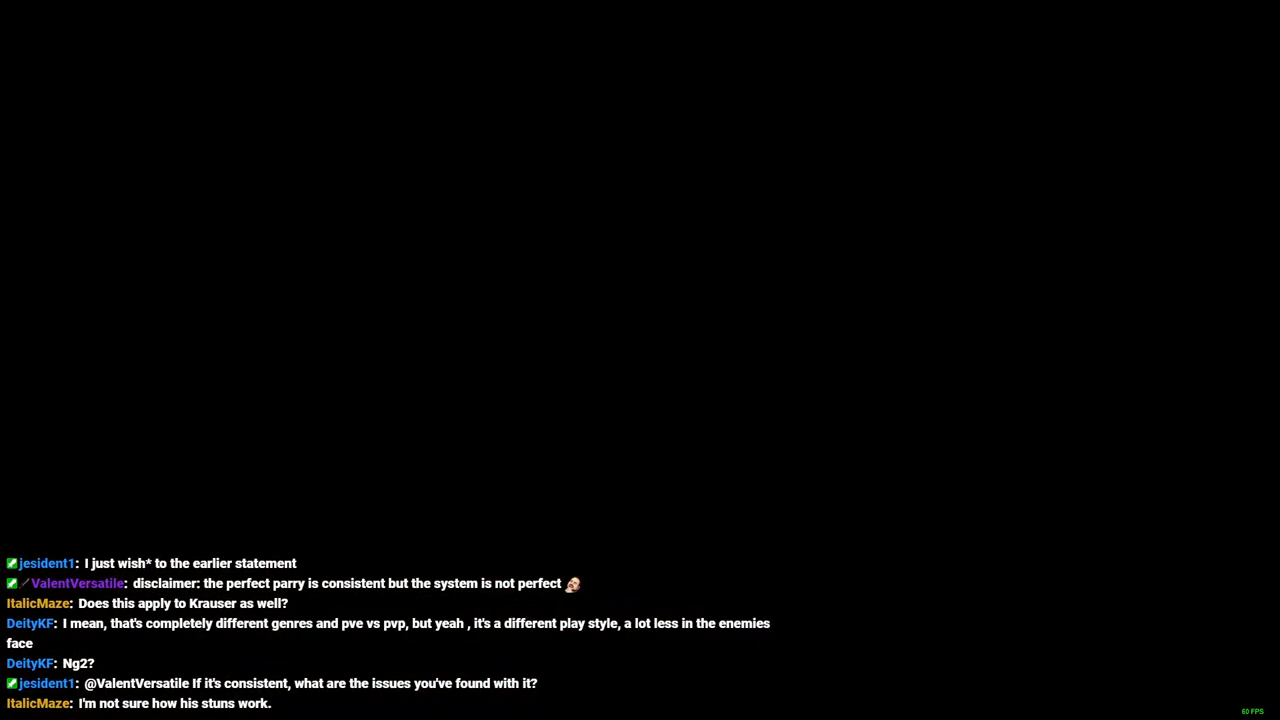 jesident1: I just wish* to the earlier statement
ValentVersatile: disclaimer: the perfect parry is consistent but the system is not perfect
ItalicMaze: Does this apply to Krauser as well?
DeityKF: I mean, that's completely different genres and pve vs pvp, but yeah , it's a different play style, a lot less in the enemies
face
DeityKF: Ng2?
jesident1: @ValentVersatile If it's consistent, what are the issues you've found with it?
ItalicMaze: I'm not sure how his stuns work.
60 FPS